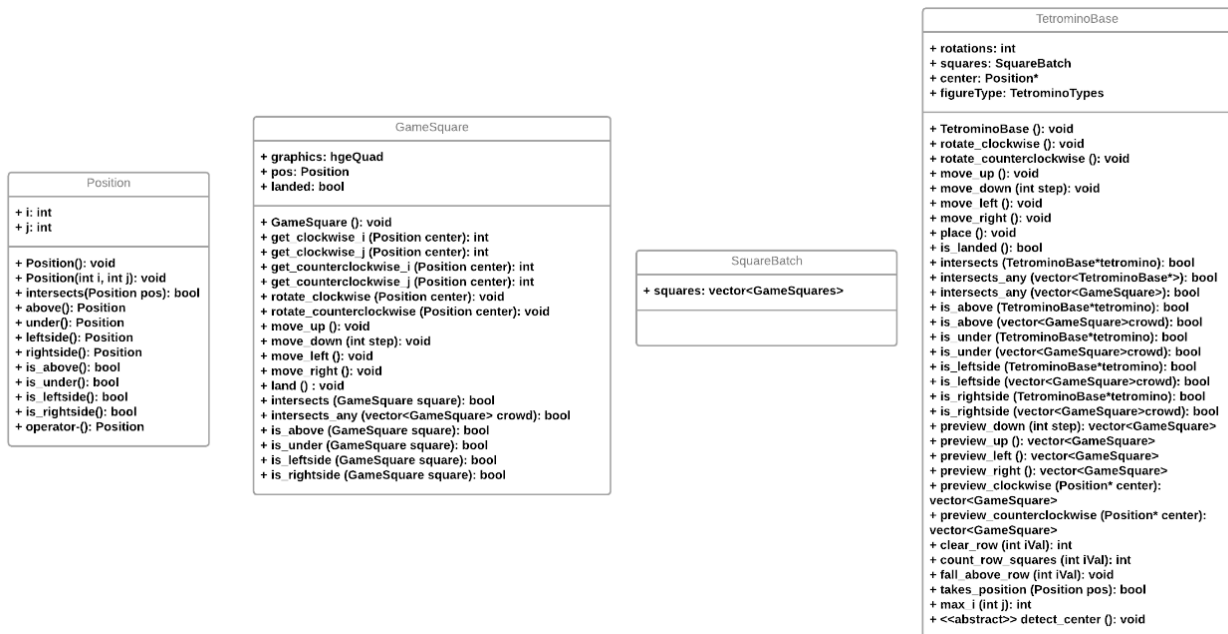 Position
+ i: int
+ j: int
+ Position(): void
+ Position(int i, int j): void
+ intersects(Position pos): bool
+ above(): Position
+ under(): Position
+ leftside(): Position
+ rightside(): Position
+ is_above(): bool
+ is_under(): bool
+ is_leftside(): bool
+ is_rightside(): bool
+ operator-(): Position
GameSquare
+ graphics: hgeQuad
+ pos: Position
+ landed: bool
+ GameSquare (): void
+ get_clockwise_i (Position center): int
+ get_clockwise_j (Position center): int
+ get_counterclockwise_i (Position center): int
+ get_counterclockwise_j (Position center): int
+ rotate_clockwise (Position center): void
+ rotate_counterclockwise (Position center): void
+ move_up (): void
+ move_down (int step): void
+ move_left (): void
+ move_right (): void
+ land () : void
+ intersects (GameSquare square): bool
+ intersects_any (vector<GameSquare> crowd): bool
+ is_above (GameSquare square): bool
+ is_under (GameSquare square): bool
+ is_leftside (GameSquare square): bool
+ is_rightside (GameSquare square): bool
SquareBatch
+ squares: vector<GameSquares>
TetrominoBase
+ rotations: int
+ squares: SquareBatch
+ center: Position*
+ figureType: TetrominoTypes
+ TetrominoBase (): void
+ rotate_clockwise (): void
+ rotate_counterclockwise (): void
+ move_up (): void
+ move_down (int step): void
+ move_left (): void
+ move_right (): void
+ place (): void
+ is_landed (): bool
+ intersects (TetrominoBase*tetromino): bool
+ intersects_any (vector<TetrominoBase*>): bool
+ intersects_any (vector<GameSquare>): bool
+ is_above (TetrominoBase*tetromino): bool
+ is_above (vector<GameSquare>crowd): bool
+ is_under (TetrominoBase*tetromino): bool
+ is_under (vector<GameSquare>crowd): bool
+ is_leftside (TetrominoBase*tetromino): bool
+ is_leftside (vector<GameSquare>crowd): bool
+ is_rightside (TetrominoBase*tetromino): bool
+ is_rightside (vector<GameSquare>crowd): bool
+ preview_down (int step): vector<GameSquare>
+ preview_up (): vector<GameSquare>
+ preview_left (): vector<GameSquare>
+ preview_right (): vector<GameSquare>
+ preview_clockwise (Position* center):
vector<GameSquare>
+ preview_counterclockwise (Position* center):
vector<GameSquare>
+ clear_row (int iVal): int
+ count_row_squares (int iVal): int
+ fall_above_row (int iVal): void
+ takes_position (Position pos): bool
+ max_i (int j): int
+ <<abstract>> detect_center (): void